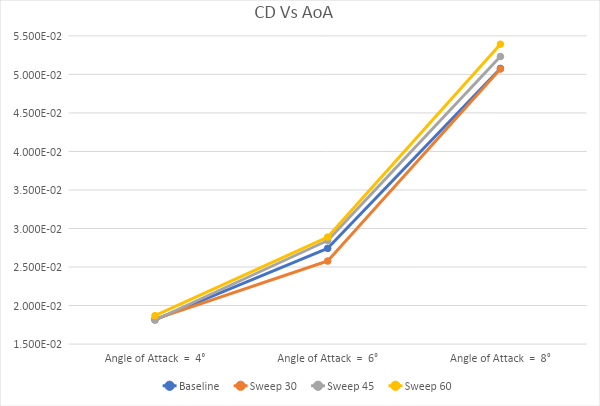 CD Vs AoA
5.500E-02
5.000E-02
4.500E-02
4.000E-02
3.500E-02
3.000E-02
2.500E-02
2.000E-02
1.500E-02
Angle of Attack = 4° Angle of Attack = 6° Angle of Attack = 8°
Baseline Sweep 30 Sweep 45 Sweep 60